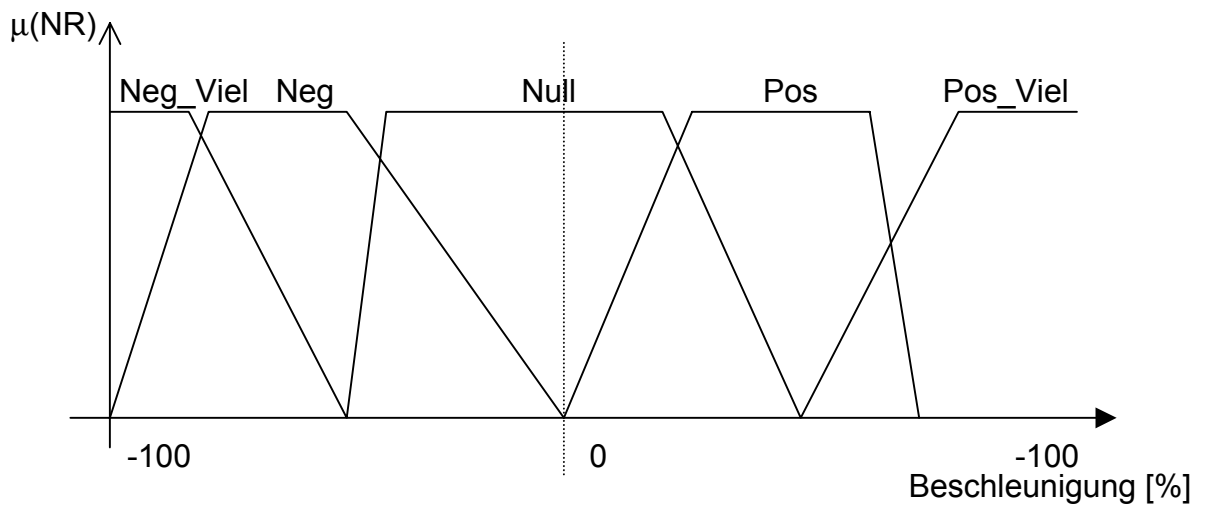 μ(NR)
Neg_Viel Neg Null Pos Pos_Viel
-100 0 -100
Beschleunigung [%]